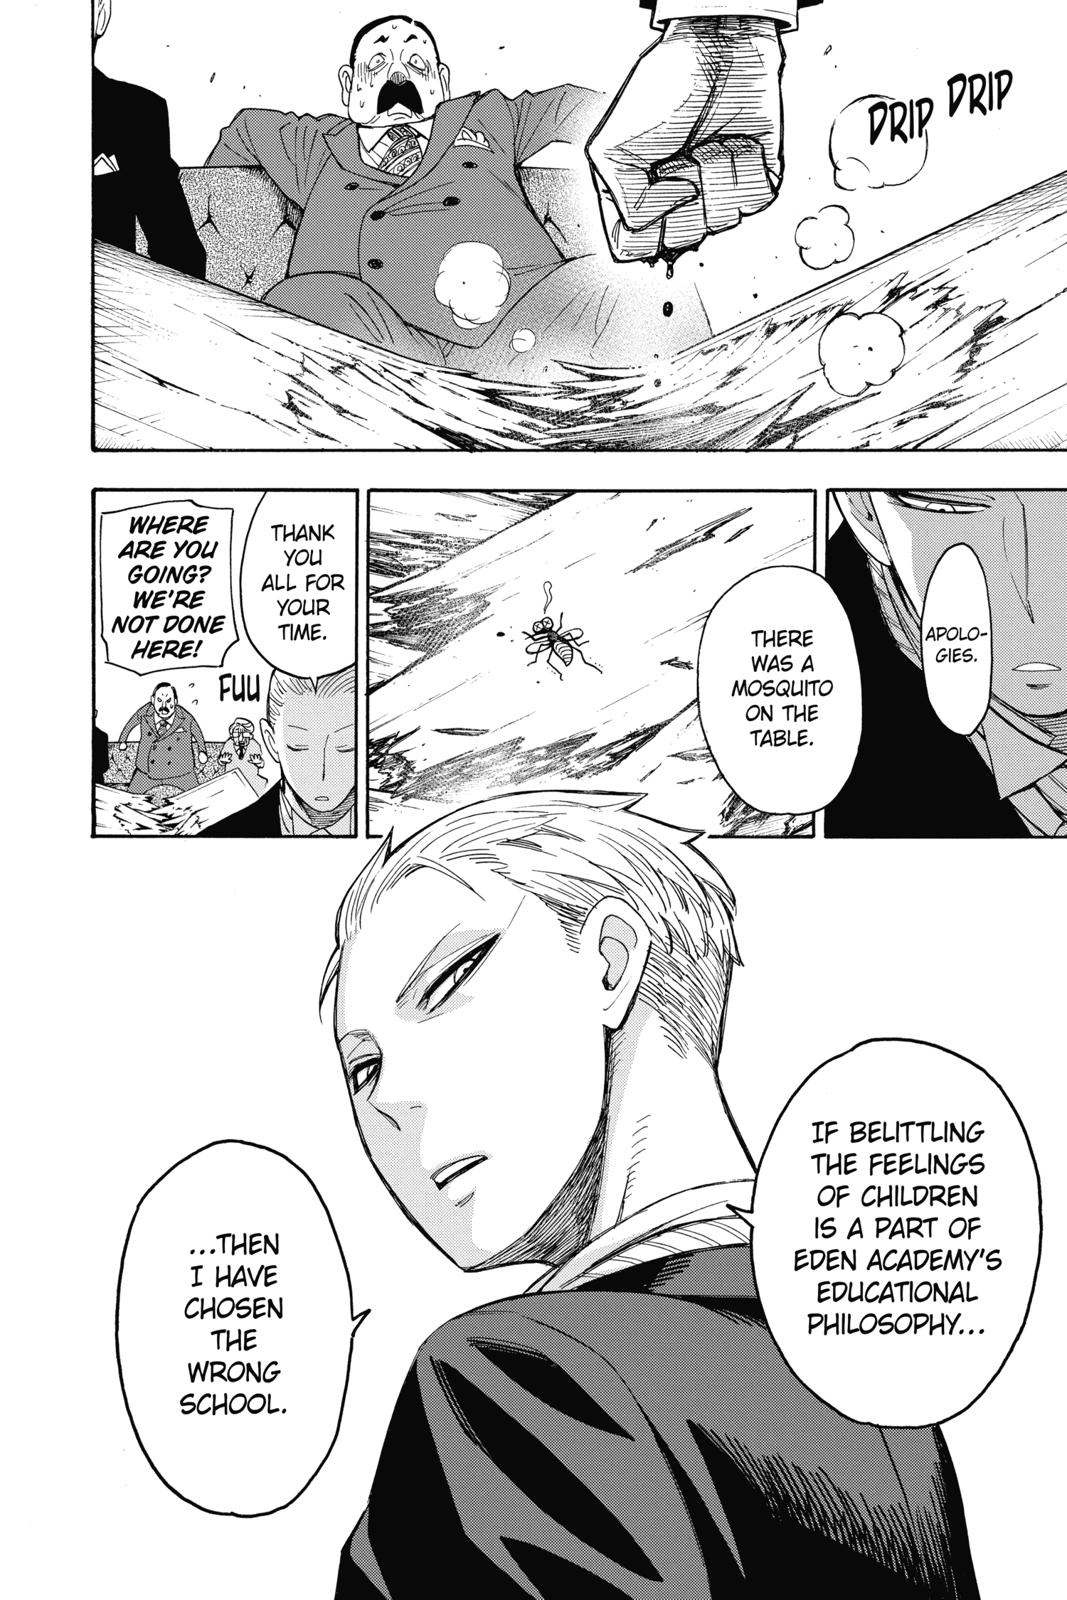 DRIP DRIP
APOLO-
GIES.
THERE
WAS A
MOSQUITO
ON THE
TABLE.
THANK
YOU
ALL FOR
YOUR
TIME.
FUU
WHERE
ARE YOU
GOING?
WE'RE
NOT DONE
HERE!
IF BELITTLING
THE FEELINGS
OF CHILDREN
IS A PART OF
EDEN ACADEMY'S
EDUCATIONAL
PHILOSOPHY...
...THEN
I HAVE
CHOSEN
THE
WRONG
SCHOOL.